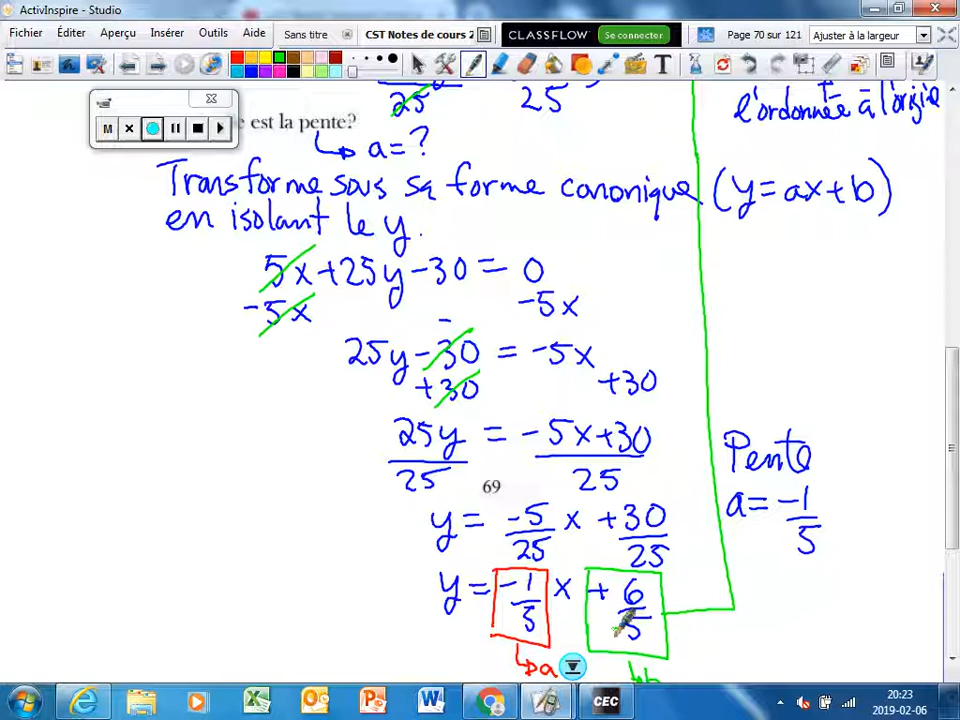 ActivInspire - Studio
Fichier Éditer Aperçu Insérer Outils Aide Sans titre CST Notes de cours 2 CLASSFLOW Se connecter Page 70 sur 121 Ajuster à la largeur
25 25
l'ordonnée à l'origie
e est la pente?
M
a = ?
Transforme sous sa forme canonique (y = ax + b)
en isolant le y.
5x + 25y - 30 = 0
-5x -5x
25y - 30 = -5x
+30 +30
25y = -5x + 30
25 25
Pente
a = -1/5
69
y = -5/25 x + 30/25
y = -1/5 x + 6/5
a
b
CEC
20:23
2019-02-06